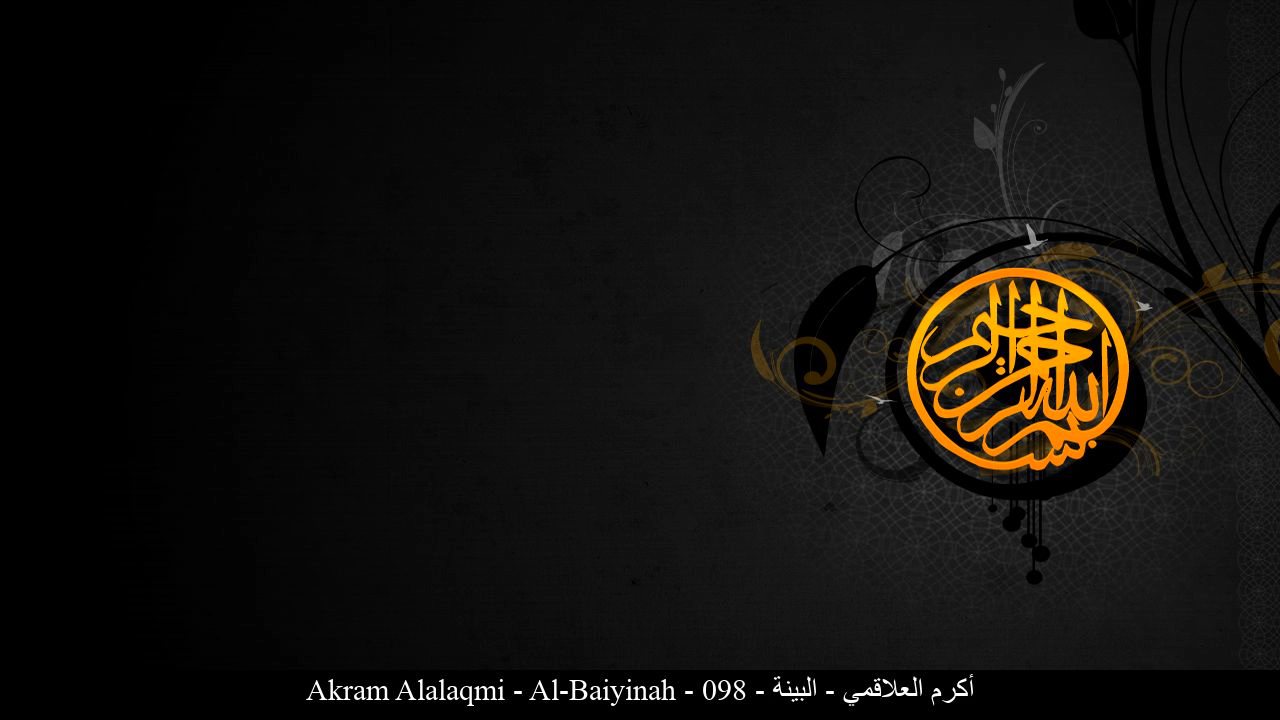 بسم الله الرحمن الرحيم
Akram Alalaqmi - Al-Baiyinah - 098 - أكرم العلاقمي - البينة